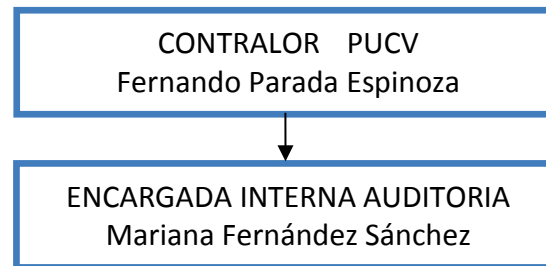 CONTRALOR PUCV
Fernando Parada Espinoza
ENCARGADA INTERNA AUDITORIA
Mariana Fernández Sánchez